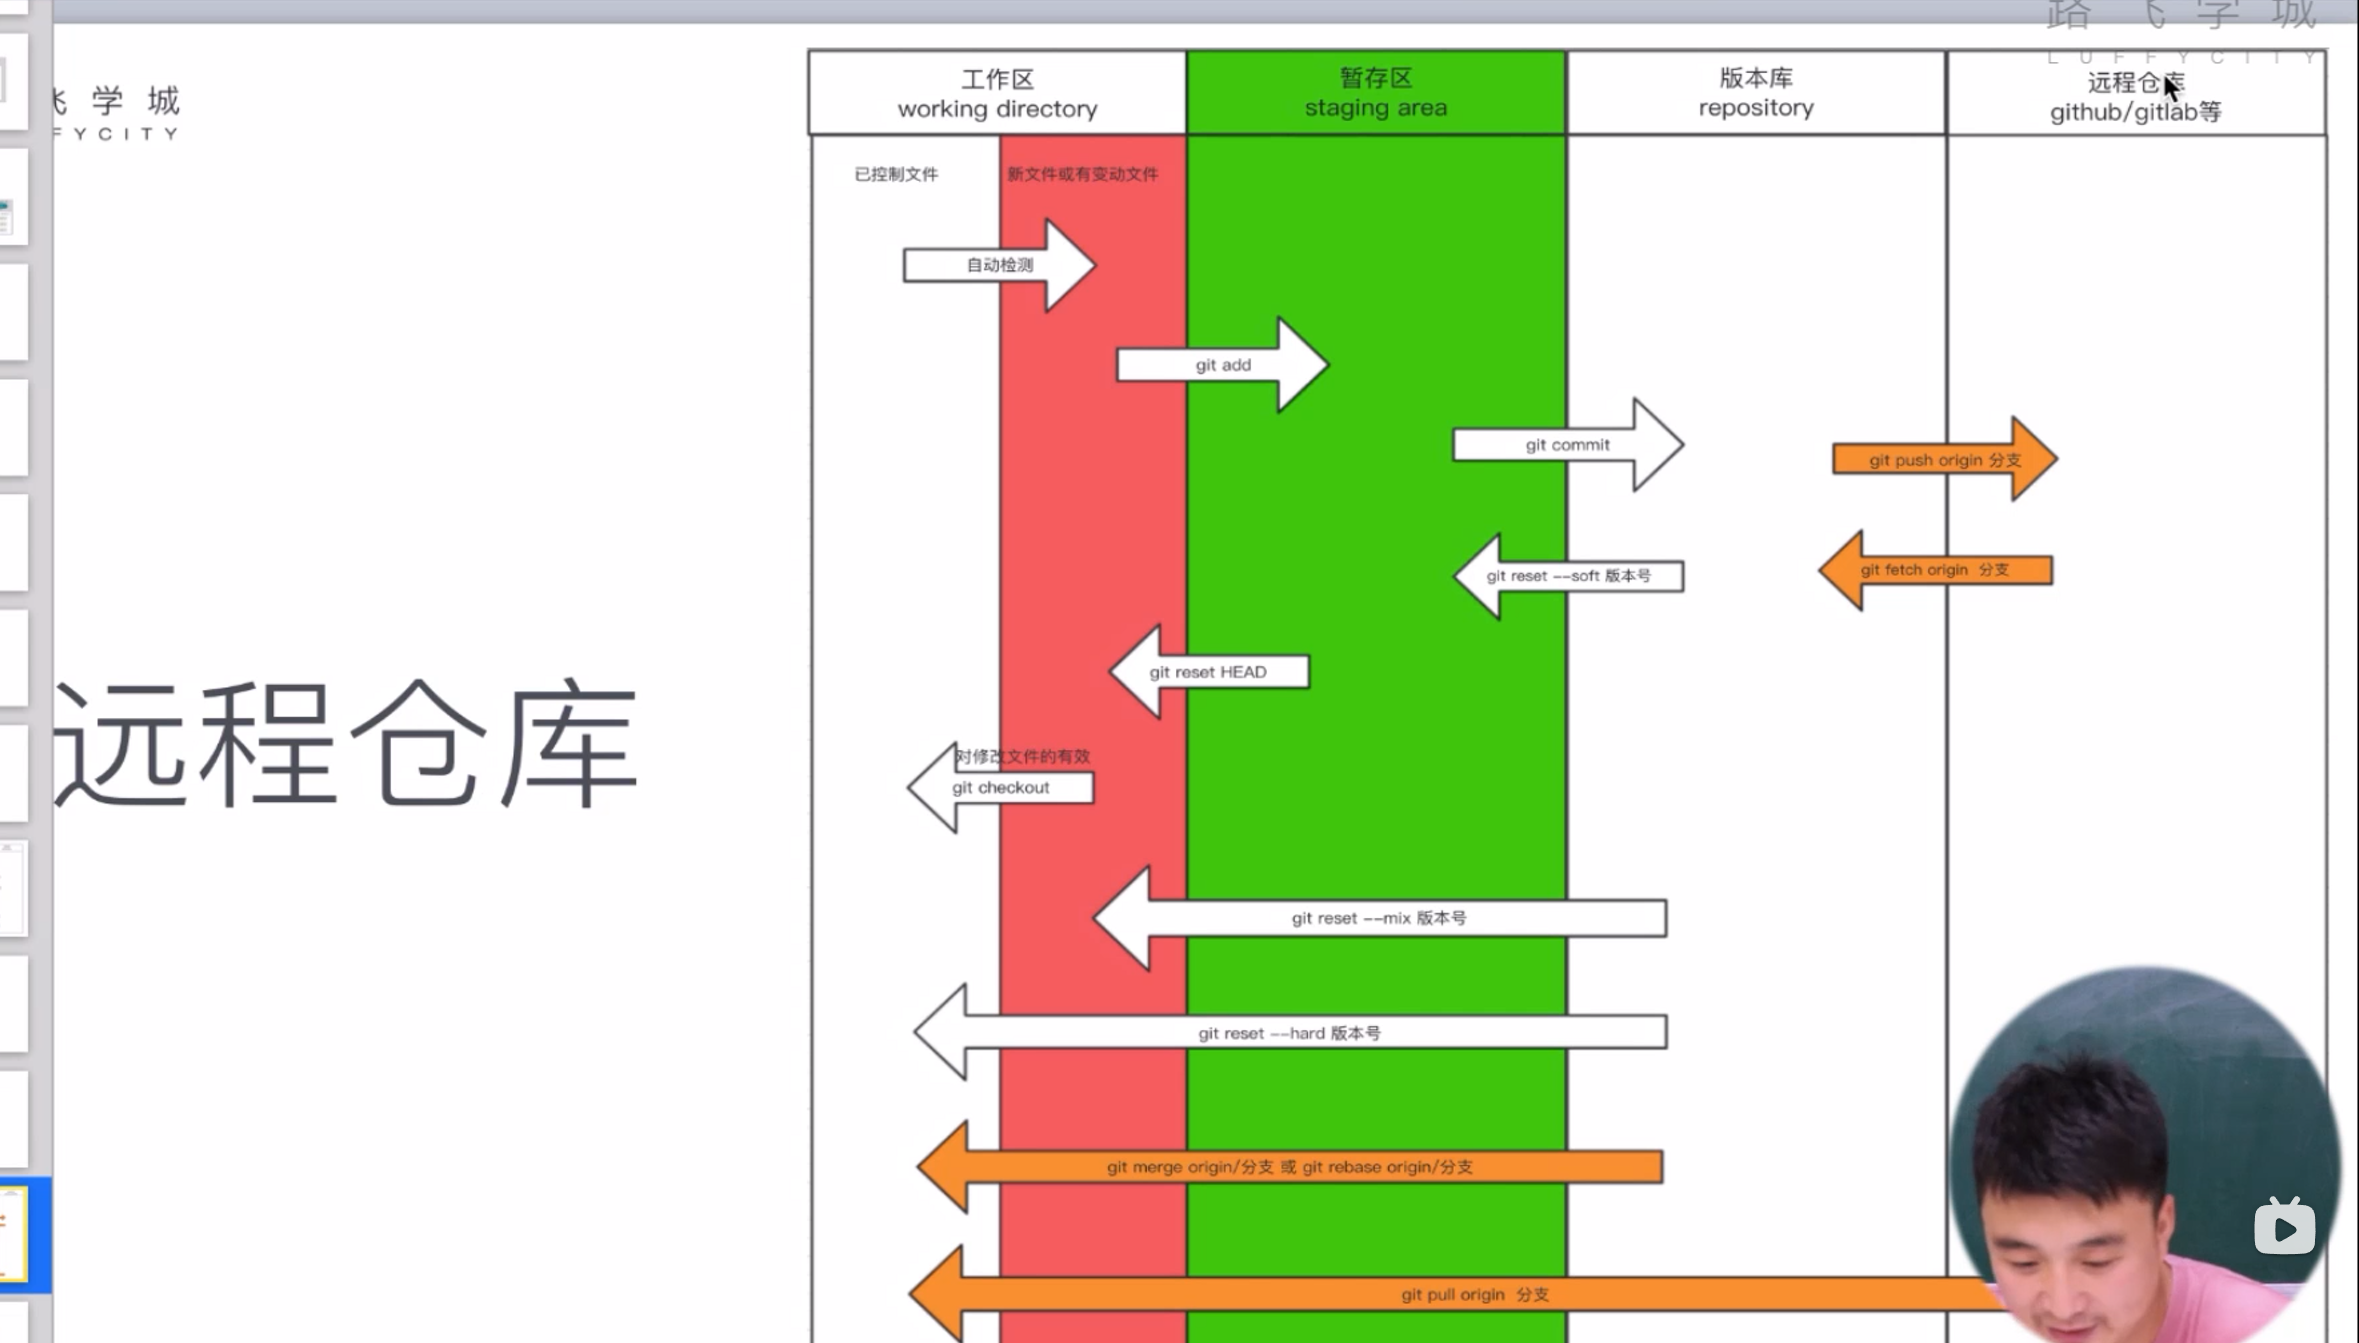 路飞学城
LUFFYCITY
飞学城
FYCITY
工作区
working directory
暂存区
staging area
版本库
repository
远程仓库
github/gitlab等
已控制文件
新文件或有变动文件
自动检测
git add
git commit
git push origin 分支
git reset --soft 版本号
git fetch origin 分支
git reset HEAD
远程仓库
对修改文件的有效
git checkout
git reset --mix 版本号
git reset --hard 版本号
git merge origin/分支 或 git rebase origin/分支
git pull origin 分支